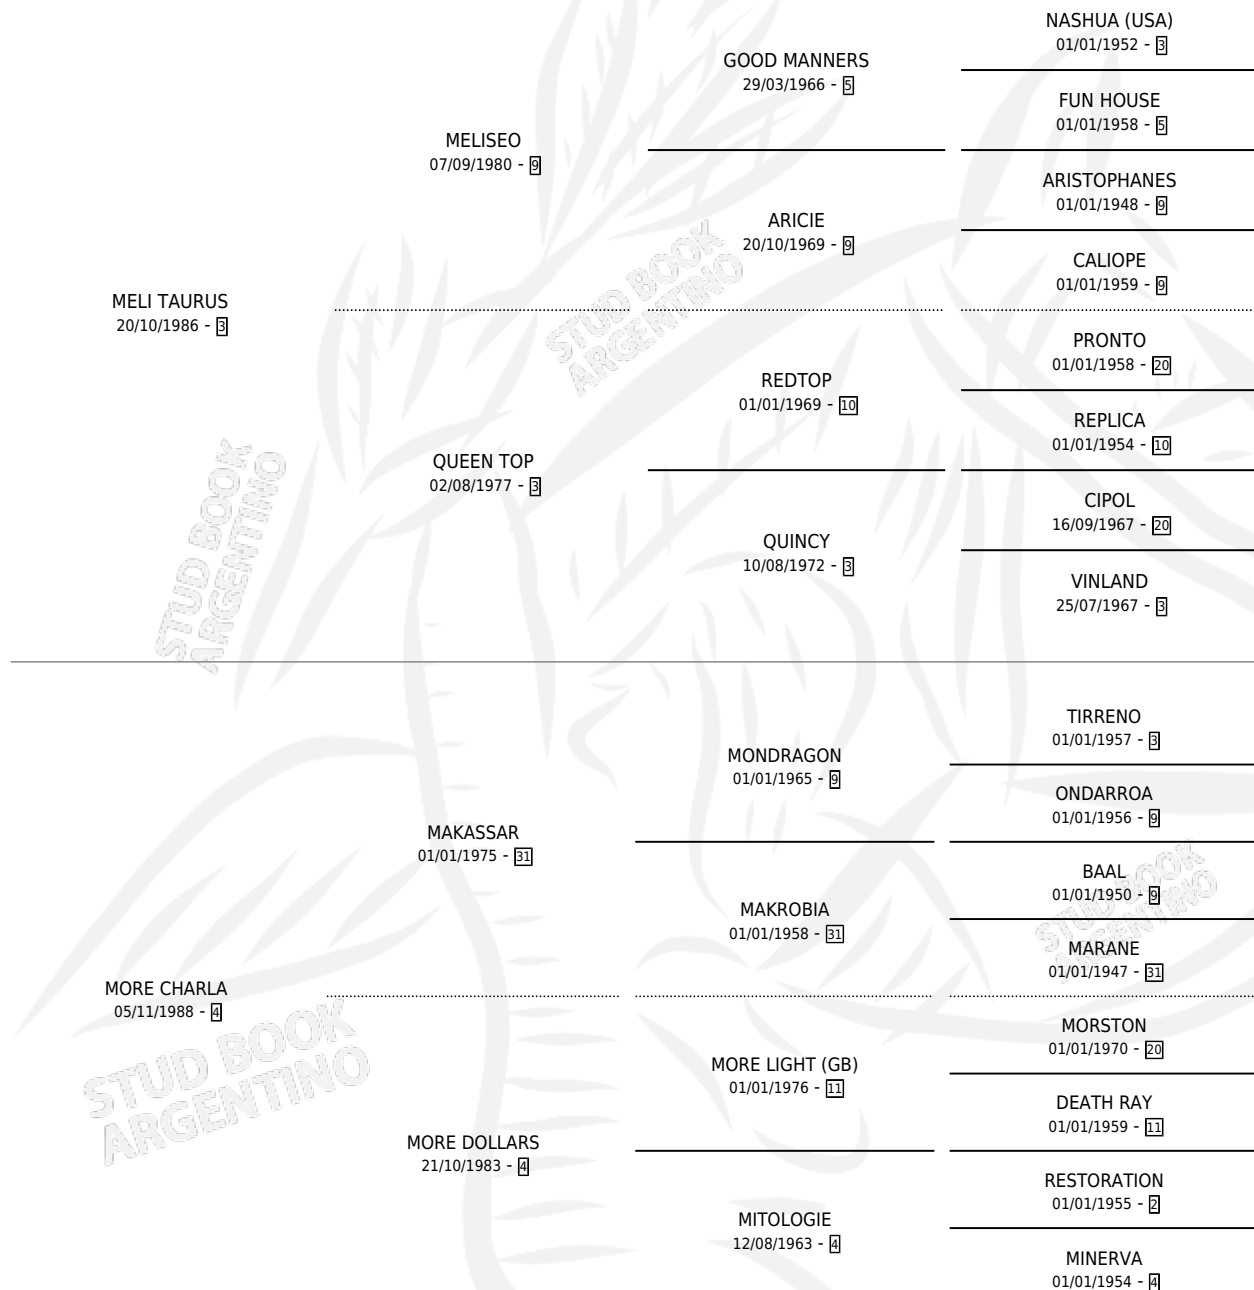 MELI TAURUS
20/10/1986 - 3
MELISEO
07/09/1980 - 9
GOOD MANNERS
29/03/1966 - 5
NASHUA (USA)
01/01/1952 - 3
FUN HOUSE
01/01/1958 - 5
ARICIE
20/10/1969 - 9
ARISTOPHANES
01/01/1948 - 9
CALIOPE
01/01/1959 - 9
QUEEN TOP
02/08/1977 - 3
REDTOP
01/01/1969 - 10
PRONTO
01/01/1958 - 20
REPLICA
01/01/1954 - 10
QUINCY
10/08/1972 - 3
CIPOL
16/09/1967 - 20
VINLAND
25/07/1967 - 3
MORE CHARLA
05/11/1988 - 4
MAKASSAR
01/01/1975 - 31
MONDRAGON
01/01/1965 - 9
TIRRENO
01/01/1957 - 3
ONDARROA
01/01/1956 - 9
MAKROBIA
01/01/1958 - 31
BAAL
01/01/1950 - 9
MARANE
01/01/1947 - 31
MORE DOLLARS
21/10/1983 - 4
MORE LIGHT (GB)
01/01/1976 - 11
MORSTON
01/01/1970 - 20
DEATH RAY
01/01/1959 - 11
MITOLOGIE
12/08/1963 - 4
RESTORATION
01/01/1955 - 2
MINERVA
01/01/1954 - 4
STUD BOOK
ARGENTINO
STUD BOOK
ARGENTINO
STUD BOOK
ARGENTINO
STUD BOOK
ARGENTINO